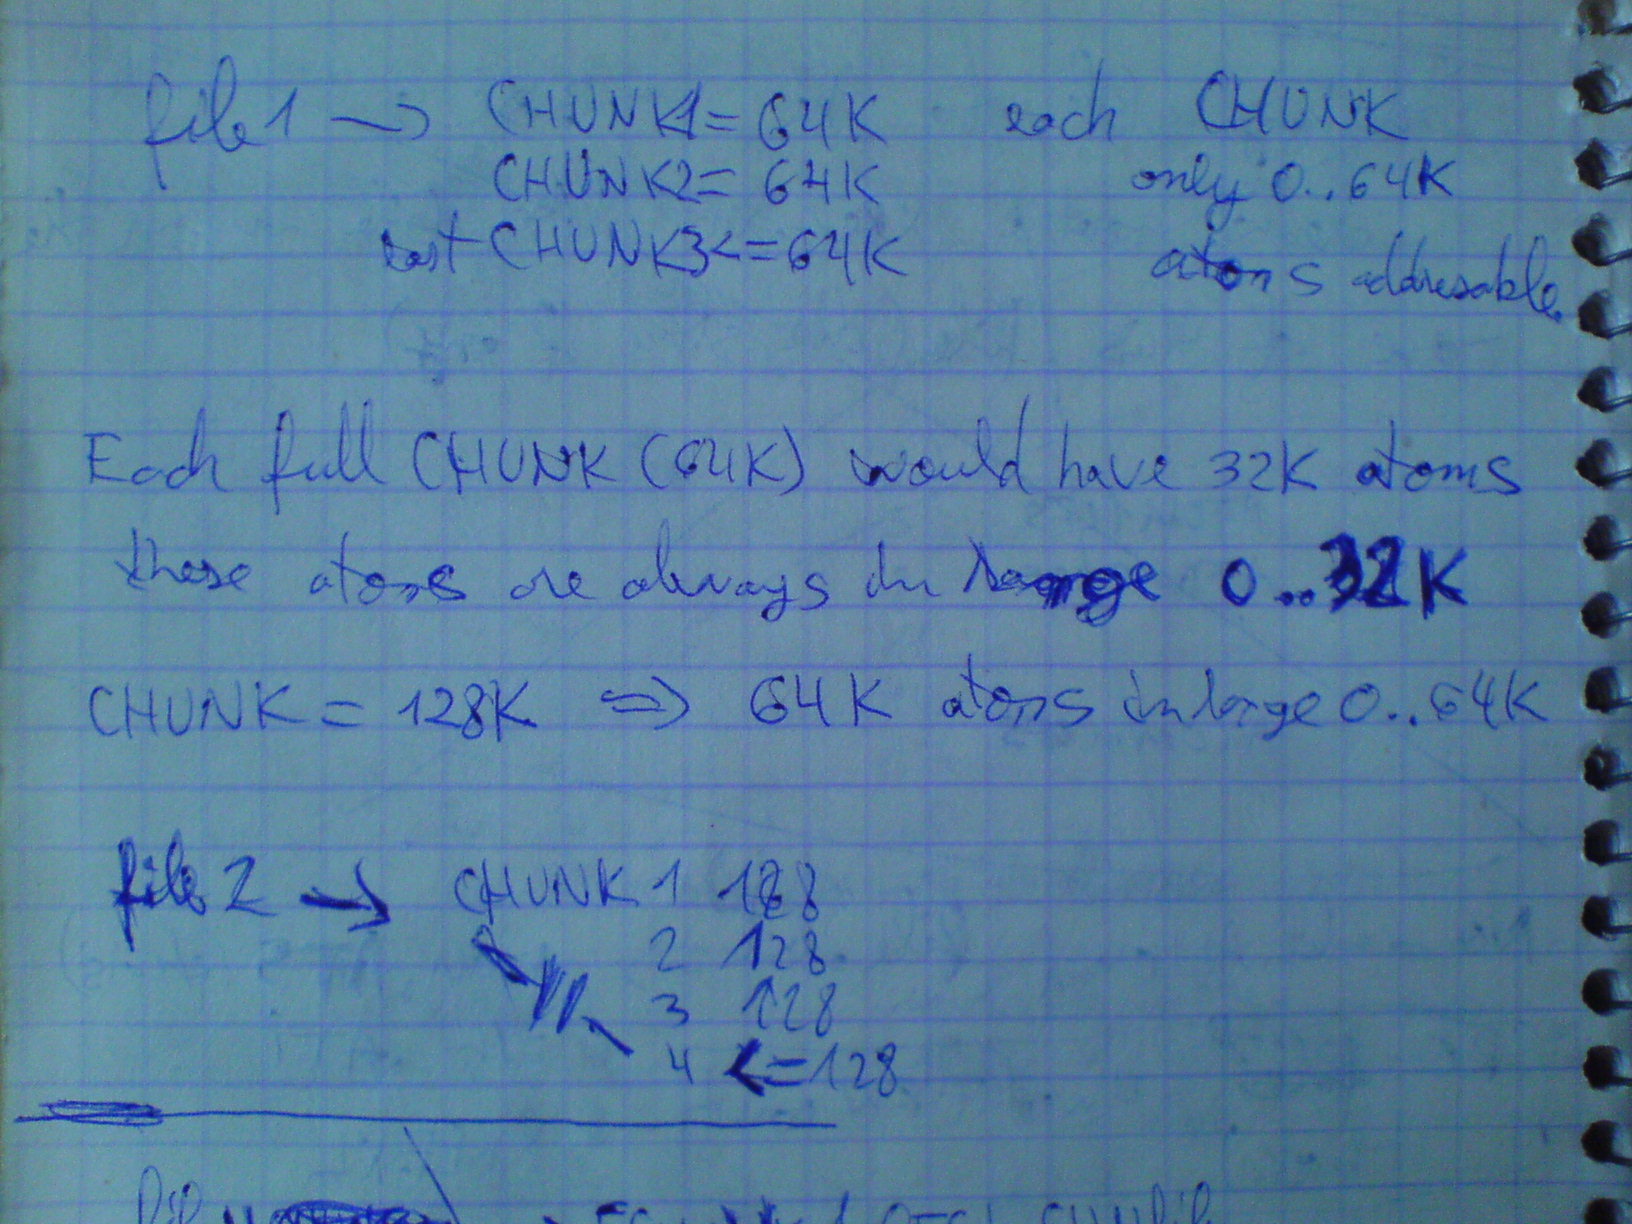 file 1 → CHUNK1 = 64K each CHUNK
CHUNK2 = 64K only 0..64K
last CHUNK3 <= 64K atoms addresable
Each full CHUNK (64K) would have 32K atoms
these atoms are always in range 0..32K
CHUNK = 128K => 64K atoms in range 0..64K
file 2 → CHUNK 1 128
2 128
3 128
4 <= 128